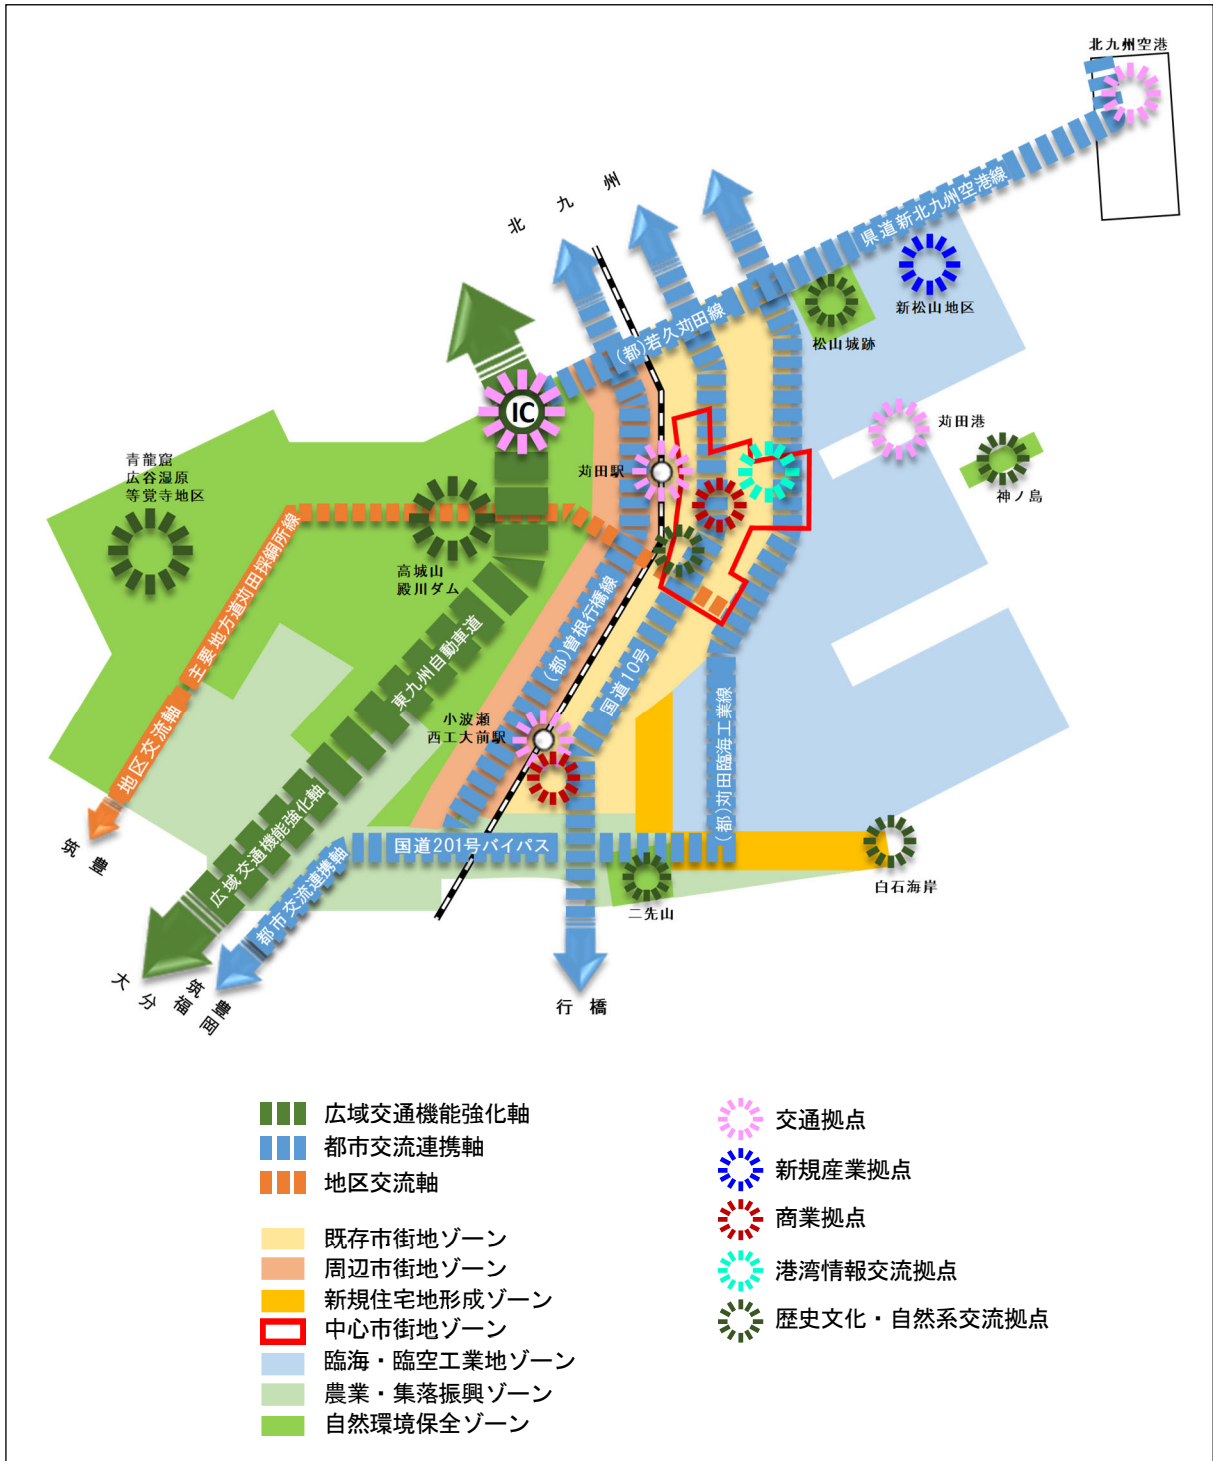 北九州空港
北九州
県道新北九州空港線
新松山地区
(都)若久苅田線
松山城跡
IC
苅田港
青龍窟
広谷湿原
等覚寺地区
苅田駅
神ノ島
主要地方道苅田採銅所線
高城山
殿川ダム
(都)曽根行橋線
東九州自動車道
国道10号
小波瀬
西工大前駅
(都)苅田臨海工業線
地区交流軸
広域交通機能強化軸
国道201号バイパス
筑豊
都市交流連携軸
白石海岸
二先山
大分
筑豊
福岡
行橋
広域交通機能強化軸
都市交流連携軸
地区交流軸
既存市街地ゾーン
周辺市街地ゾーン
新規住宅地形成ゾーン
中心市街地ゾーン
臨海・臨空工業地ゾーン
農業・集落振興ゾーン
自然環境保全ゾーン
交通拠点
新規産業拠点
商業拠点
港湾情報交流拠点
歴史文化・自然系交流拠点